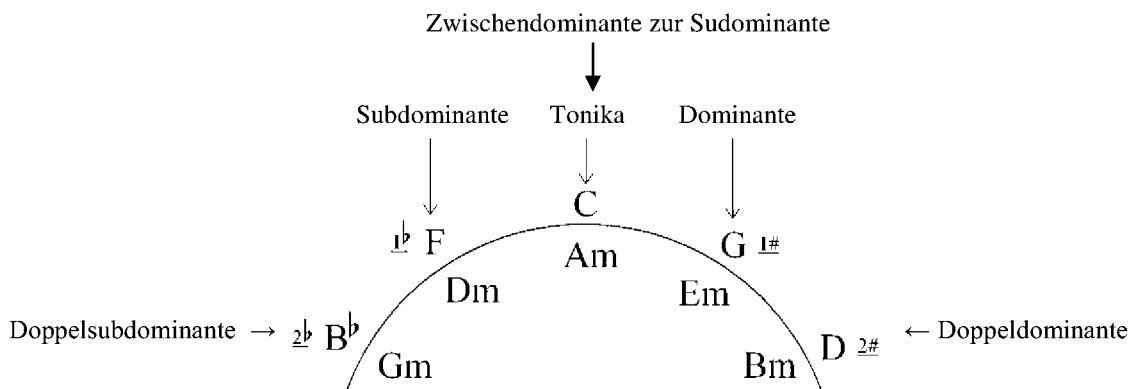 Zwischendominante zur Sudominante
Subdominante Tonika Dominante
C
1♭ F G 1#
Am
Dm Em
Doppelsubdominante → 2♭ B♭ D 2# ← Doppeldominante
Gm Bm